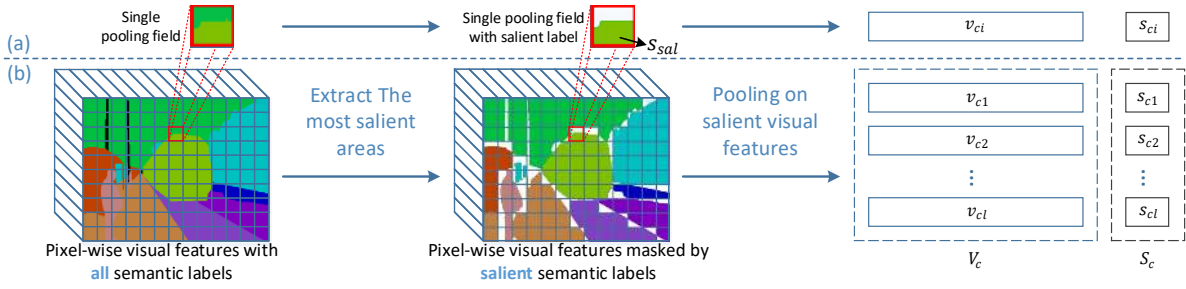 (a)
Single
pooling field
Single pooling field
with salient label
s_sal
v_ci
s_ci
(b)
Extract The
most salient
areas
Pooling on
salient visual
features
v_c1
s_c1
v_c2
s_c2
⋮
⋮
v_cl
s_cl
Pixel-wise visual features with
all semantic labels
Pixel-wise visual features masked by
salient semantic labels
V_c
S_c